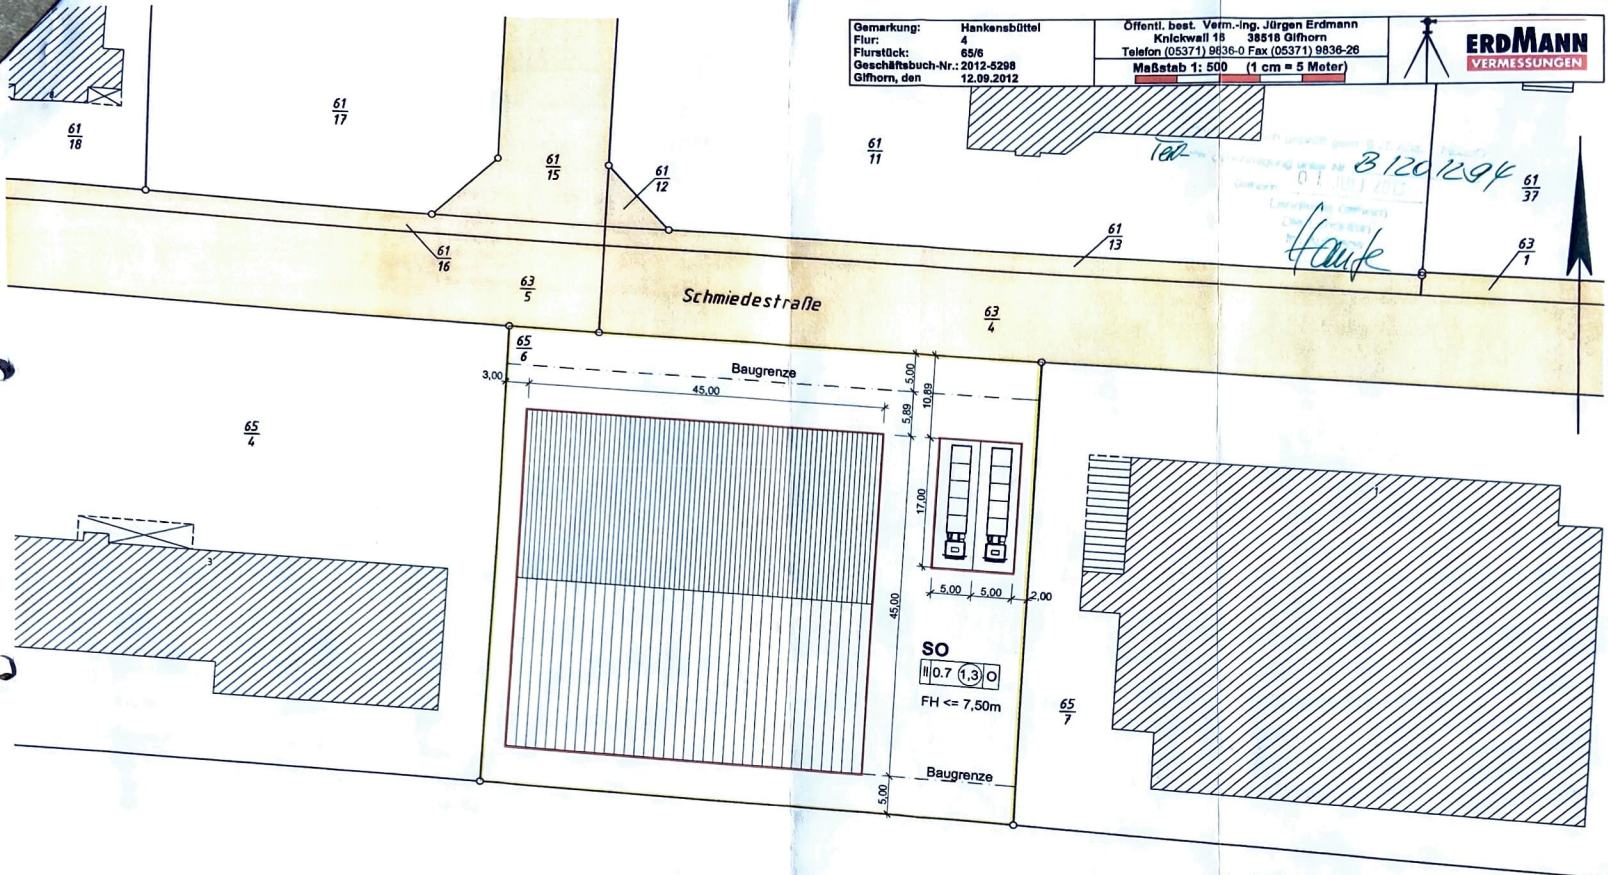 Gemarkung: Hankensbüttel
Flur: 4
Flurstück: 65/6
Geschäftsbuch-Nr.: 2012-5298
Gifhorn, den 12.09.2012
Öffentl. best. Verm.-Ing. Jürgen Erdmann
Knickwall 16 38518 Gifhorn
Telefon (05371) 9836-0 Fax (05371) 9836-26
Maßstab 1: 500 (1 cm = 5 Meter)
ERDMANN
VERMESSUNGEN
61
17
61
18
61
15
61
12
61
11
B1201294
61
37
61
16
61
13
63
1
63
5
Schmiedestraße
63
4
65
6
Baugrenze
3,00
45,00
5,00
10,89
5,89
65
4
17,00
1
3
5,00 5,00 2,00
45,00
SO
II 0.7 1,3 O
FH <= 7,50m
65
7
Baugrenze
5,00